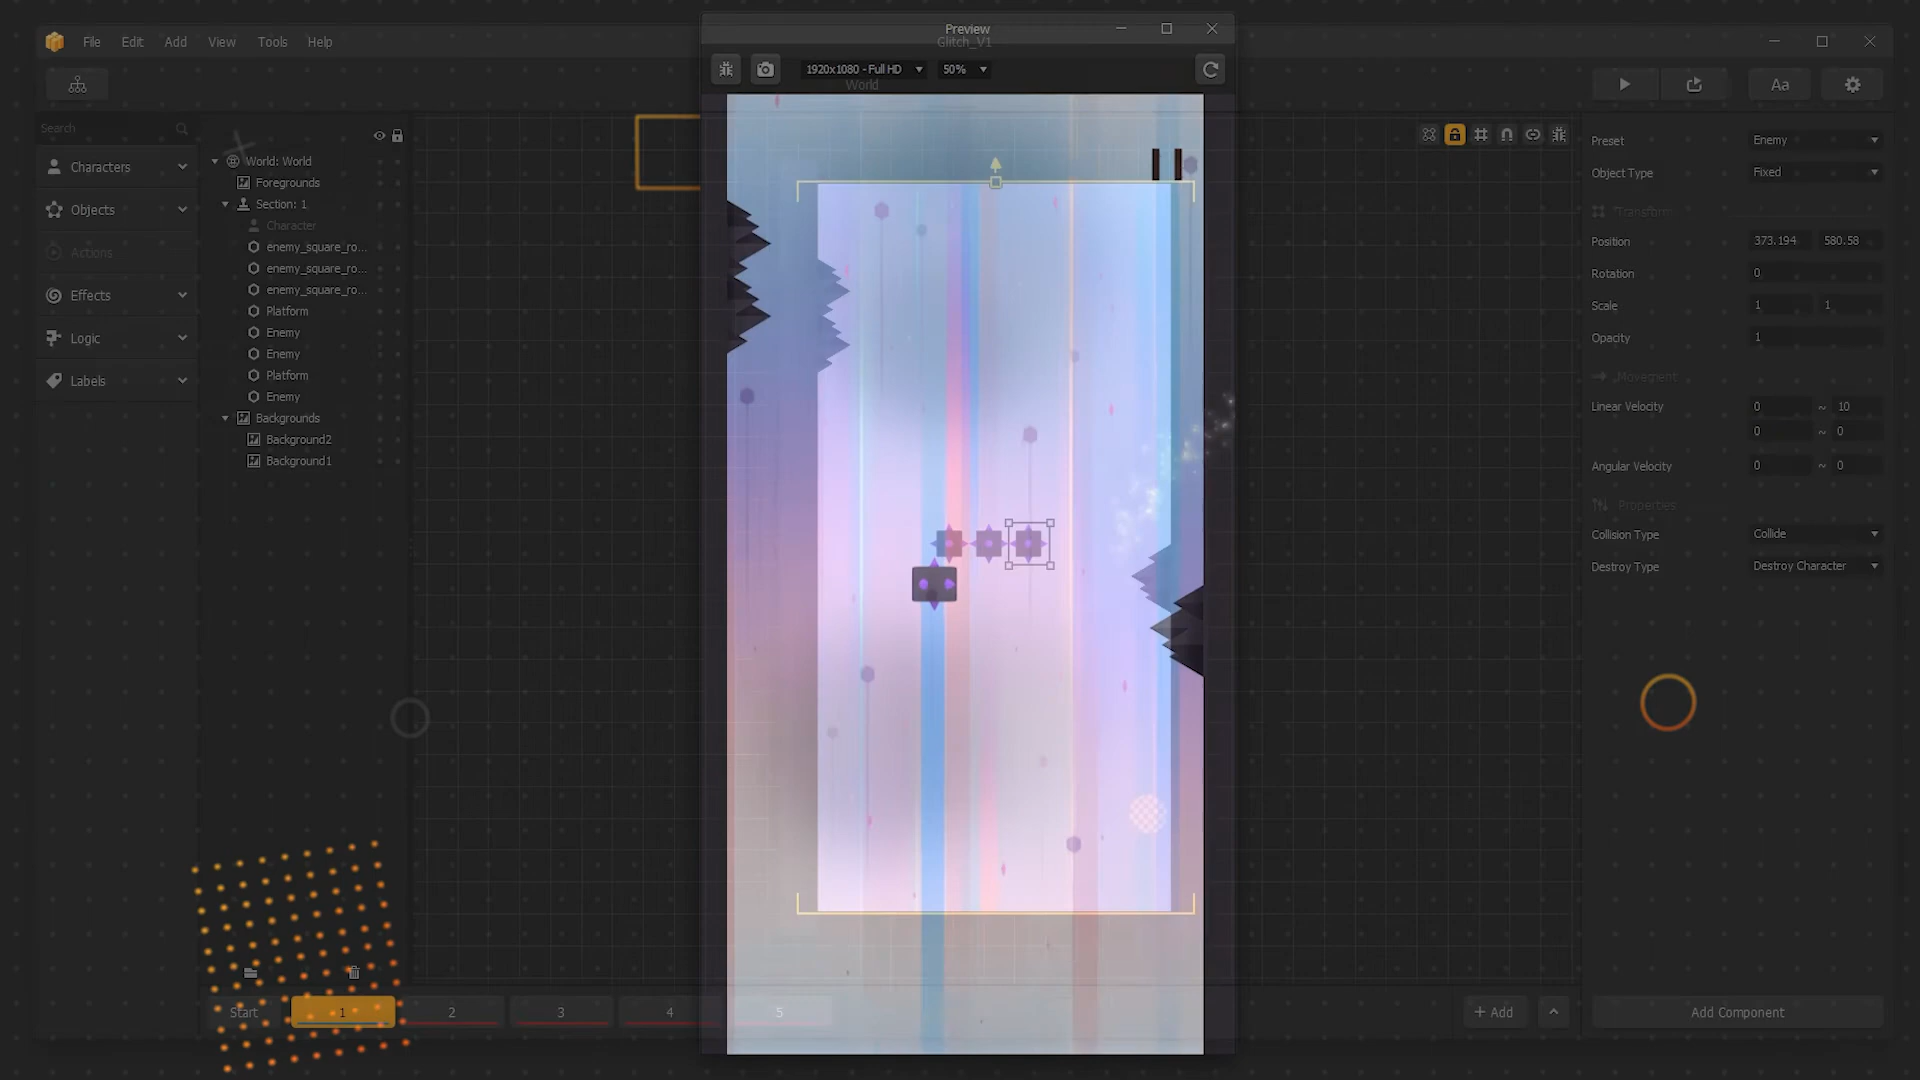 Preview
File Edit Add View Tools Help
Glitch_V1
1920x1080 - Full HD 50%
World
Aa
Search
Characters
Objects
Actions
Effects
Logic
Labels
World: World
Foregrounds
Section: 1
Character
enemy_square_ro...
enemy_square_ro...
enemy_square_ro...
Platform
Enemy
Enemy
Platform
Enemy
Backgrounds
Background2
Background1
Preset Enemy
Object Type Fixed
Transform
Position 373.194 580.58
Rotation 0
Scale 1 1
Opacity 1
Movement
Linear Velocity 0 ~ 10
0 ~ 0
Angular Velocity 0 ~ 0
Properties
Collision Type Collide
Destroy Type Destroy Character
Start 1 2 3 4 5
+ Add
Add Component